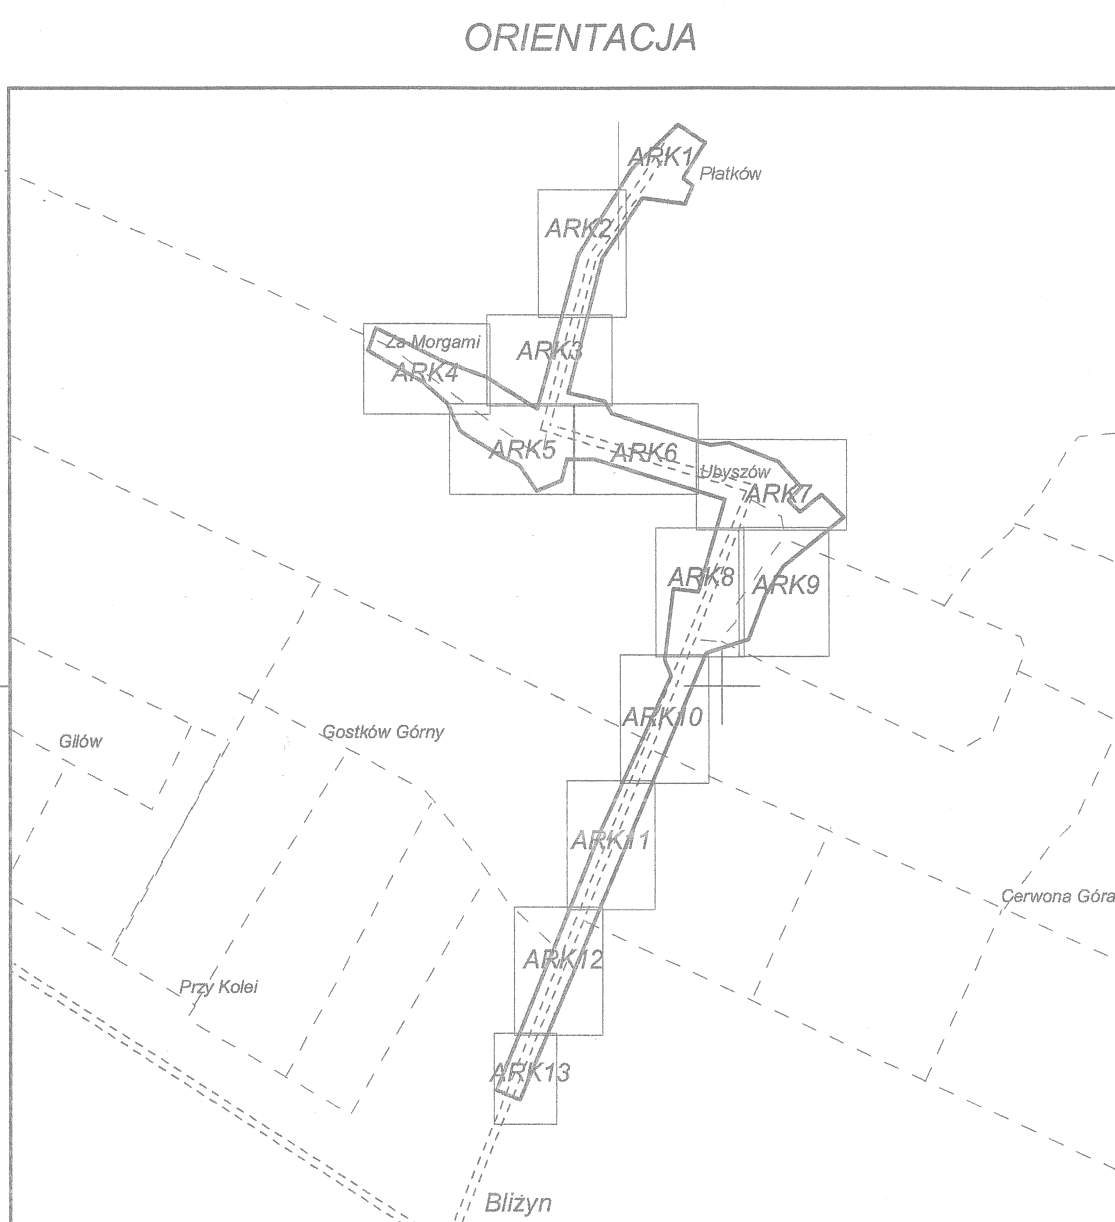 ORIENTACJA
ARK1
Płatków
ARK2
Za Morgami
ARK3
ARK4
ARK5
ARK6
Ubyszów
ARK7
ARK8
ARK9
ARK10
Gostków Górny
Gilów
ARK11
Cerwona Góra
ARK12
Przy Kolei
ARK13
Bliżyn